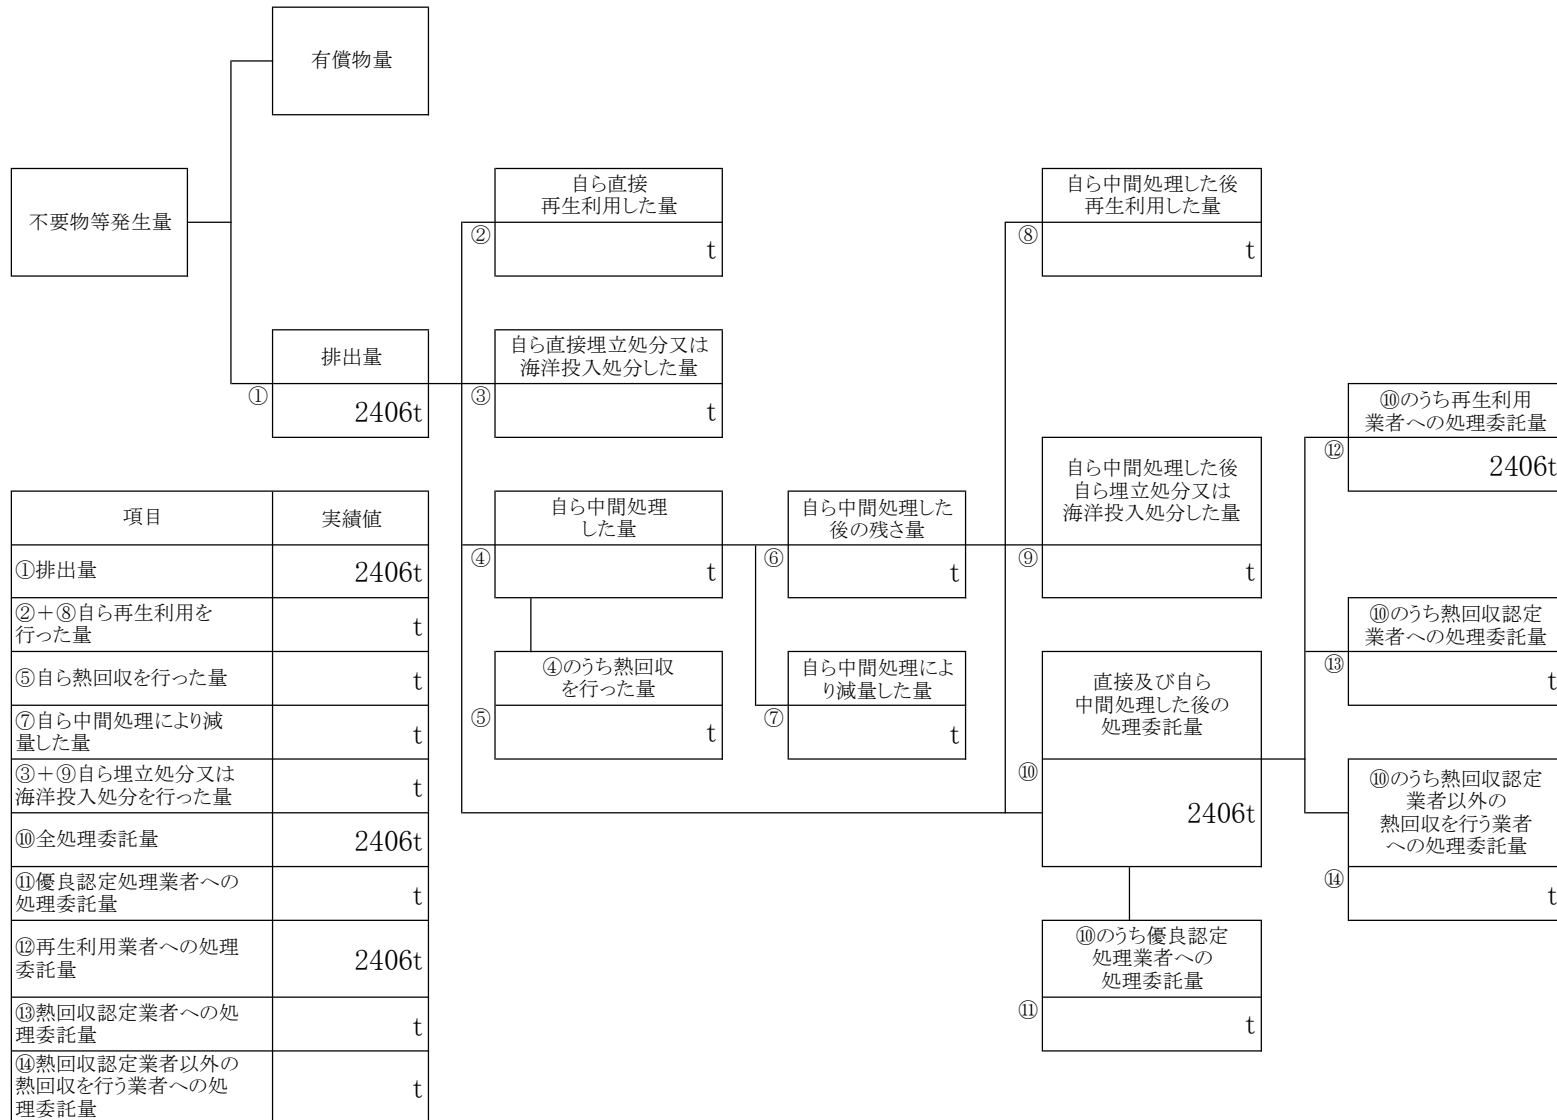 有償物量
不要物等発生量
自ら直接
再生利用した量
②
t
自ら中間処理した後
再生利用した量
⑧
t
排出量
①
2406t
自ら直接埋立処分又は
海洋投入処分した量
③
t
⑩のうち再生利用
業者への処理委託量
⑫
2406t
自ら中間処理
した量
④
t
自ら中間処理した
後の残さ量
⑥
t
自ら中間処理した後
自ら埋立処分又は
海洋投入処分した量
⑨
t
⑩のうち熱回収認定
業者への処理委託量
⑬
t
④のうち熱回収
を行った量
⑤
t
自ら中間処理によ
り減量した量
⑦
t
直接及び自ら
中間処理した後の
処理委託量
⑩
2406t
⑩のうち熱回収認定
業者以外の
熱回収を行う業者
への処理委託量
⑭
t
⑩のうち優良認定
処理業者への
処理委託量
⑪
t
項目 実績値
①排出量 2406t
②+⑧自ら再生利用を
行った量 t
⑤自ら熱回収を行った量 t
⑦自ら中間処理により減
量した量 t
③+⑨自ら埋立処分又は
海洋投入処分を行った量 t
⑩全処理委託量 2406t
⑪優良認定処理業者への
処理委託量 t
⑫再生利用業者への処理
委託量 2406t
⑬熱回収認定業者への処
理委託量 t
⑭熱回収認定業者以外の
熱回収を行う業者への処
理委託量 t